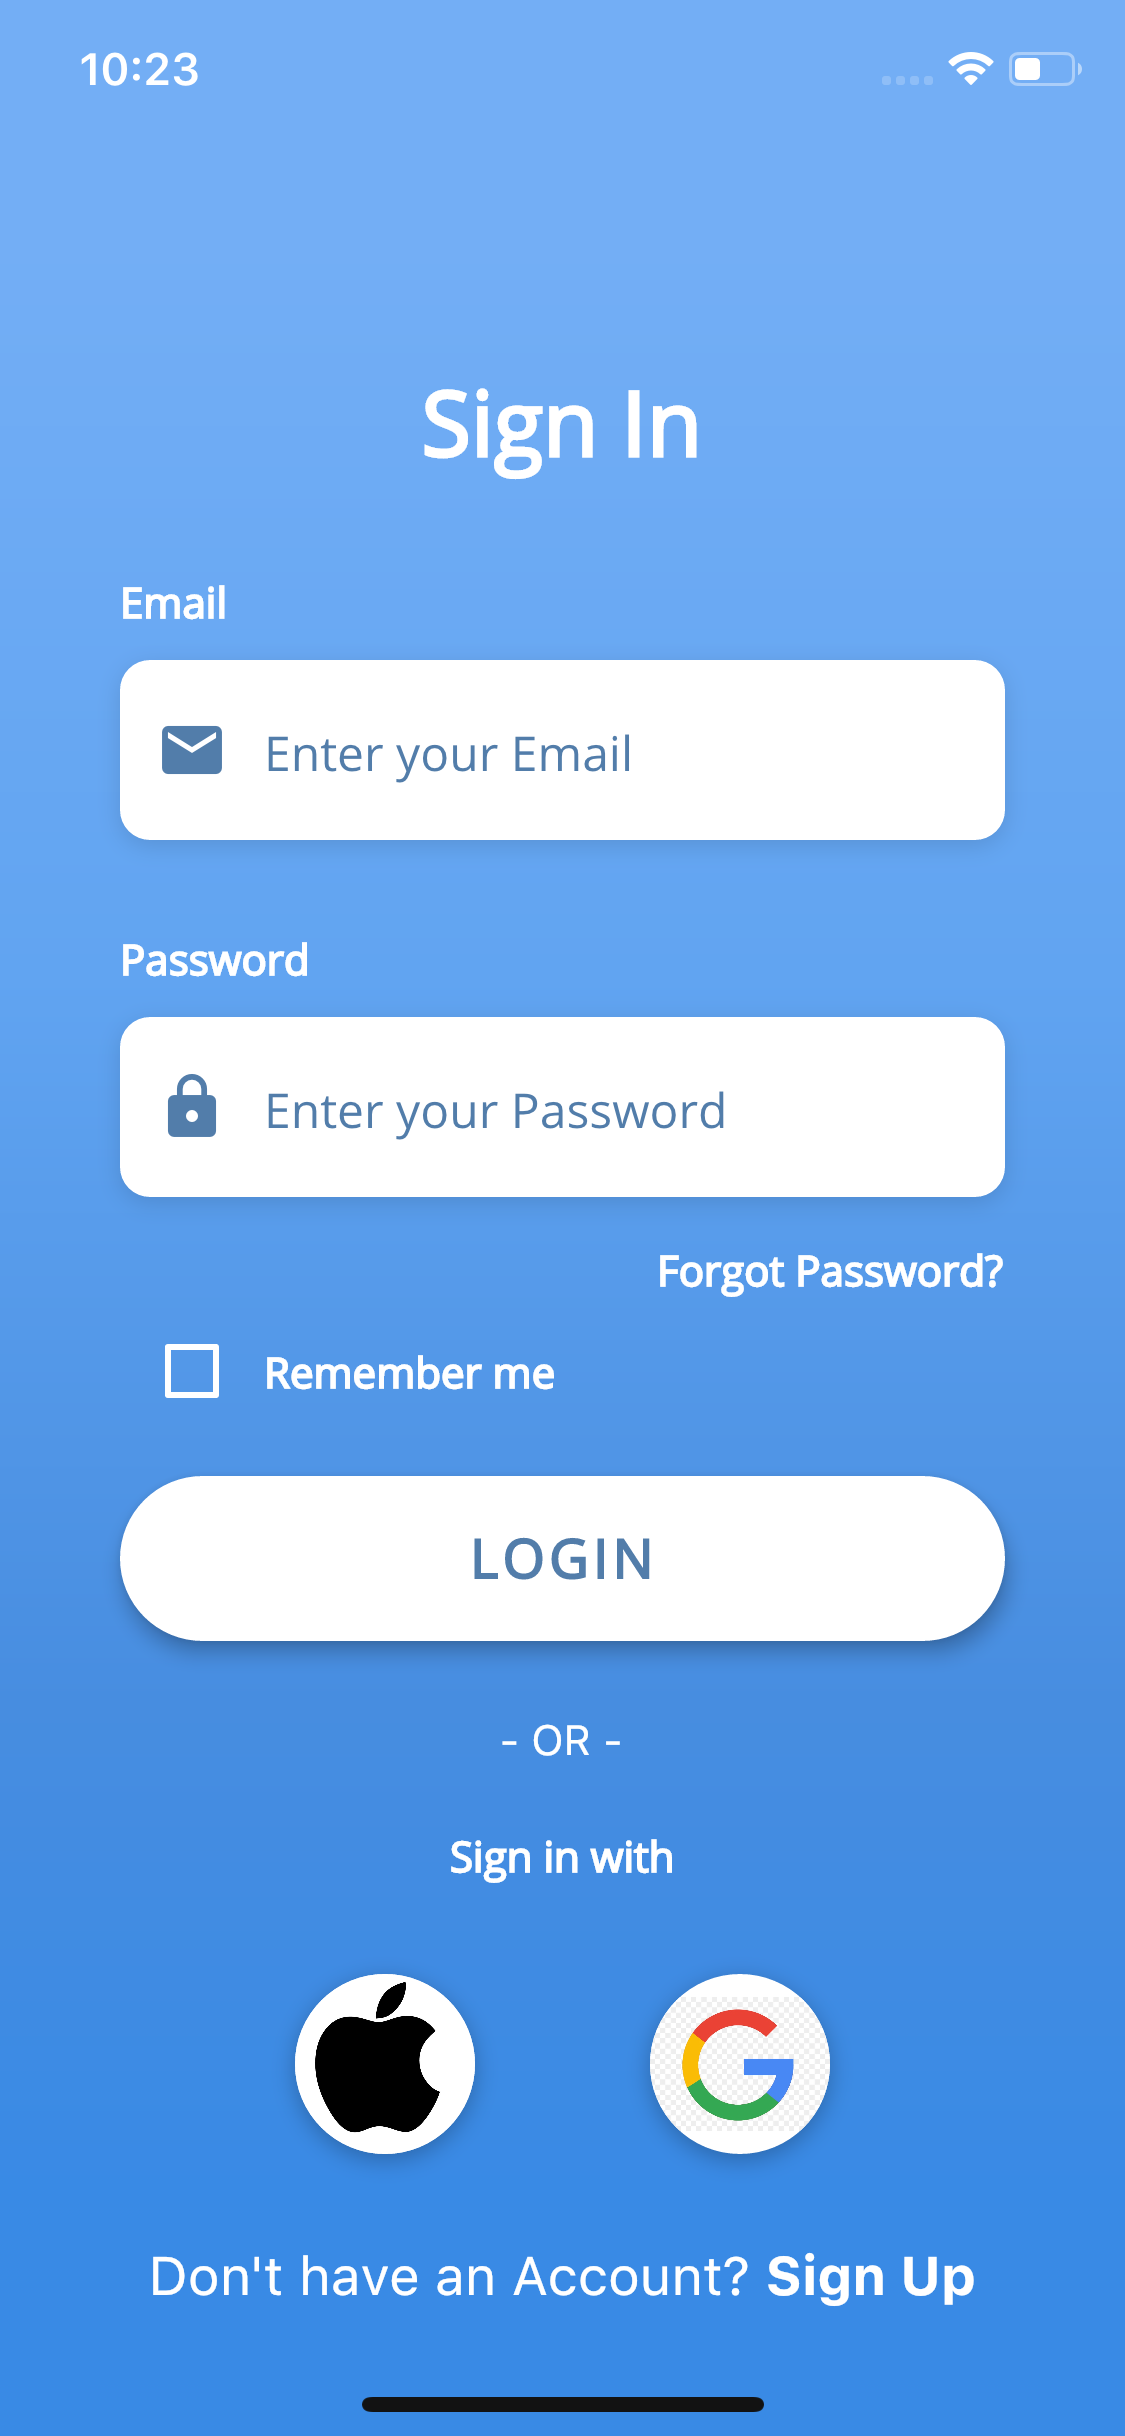 10:23
Sign In
Email
Enter your Email
Password
Enter your Password
Forgot Password?
Remember me
LOGIN
- OR -
Sign in with
Don't have an Account? Sign Up